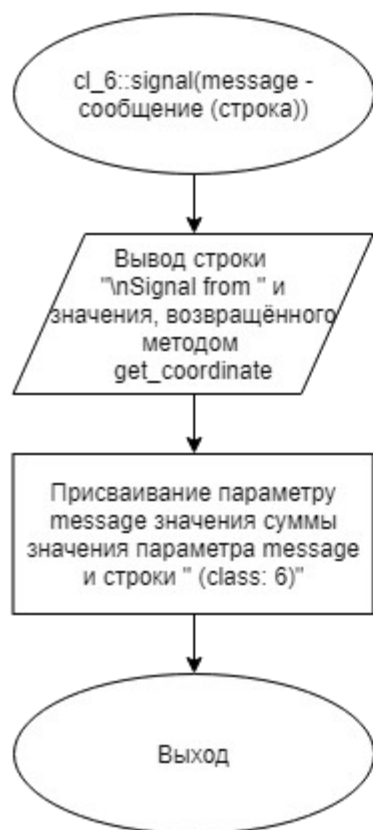 cl_6::signal(message -
сообщение (строка))
Вывод строки
"\nSignal from " и
значения, возвращённого
методом
get_coordinate
Присваивание параметру
message значения суммы
значения параметра message
и строки " (class: 6)"
Выход